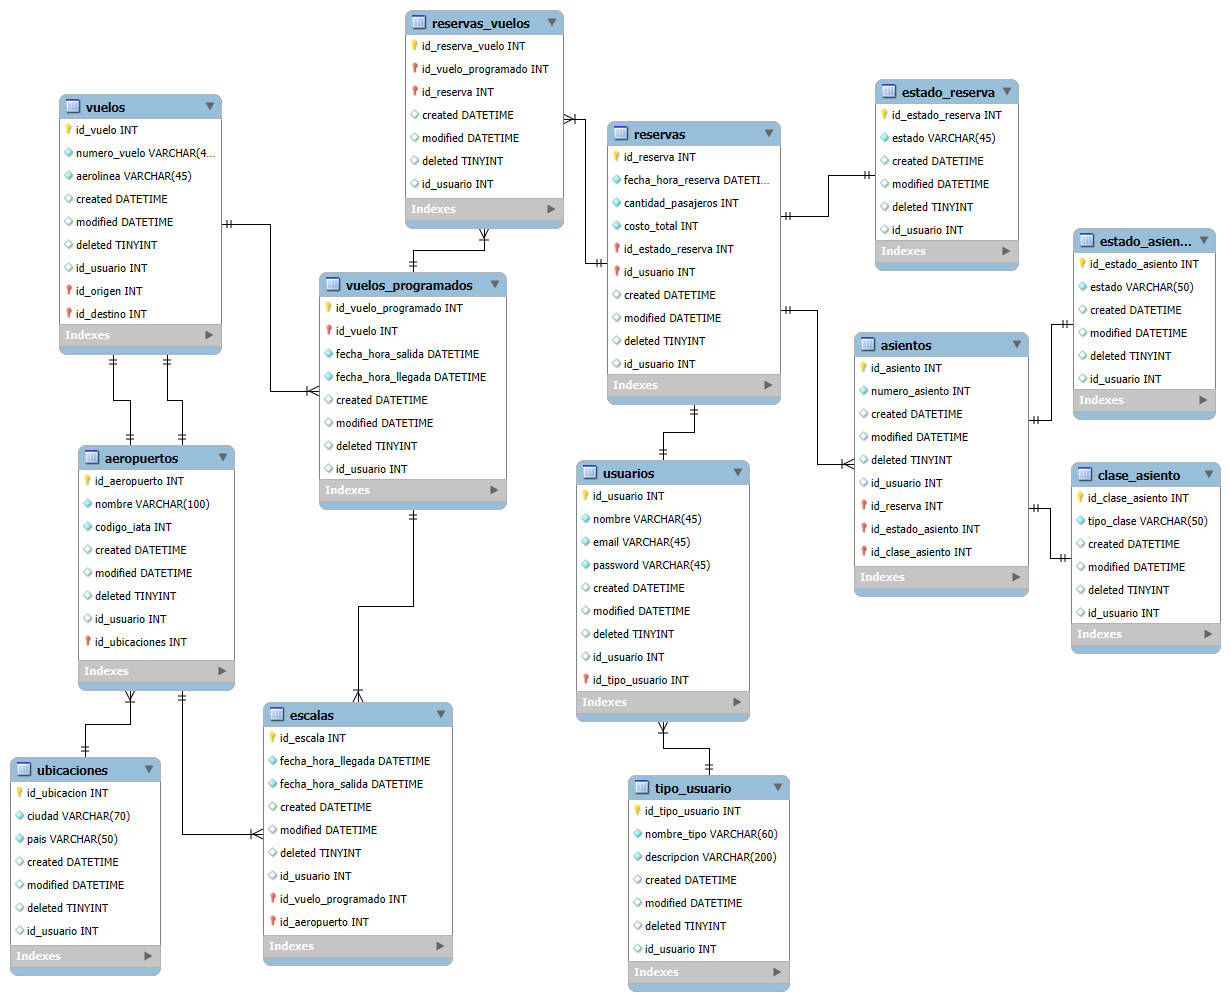 reservas_vuelos
id_reserva_vuelo INT
id_vuelo_programado INT
id_reserva INT
created DATETIME
modified DATETIME
deleted TINYINT
id_usuario INT
Indexes
vuelos
id_vuelo INT
numero_vuelo VARCHAR(4...
aerolinea VARCHAR(45)
created DATETIME
modified DATETIME
deleted TINYINT
id_usuario INT
id_origen INT
id_destino INT
Indexes
estado_reserva
id_estado_reserva INT
estado VARCHAR(45)
created DATETIME
modified DATETIME
deleted TINYINT
id_usuario INT
Indexes
reservas
id_reserva INT
fecha_hora_reserva DATETI...
cantidad_pasajeros INT
costo_total INT
id_estado_reserva INT
id_usuario INT
created DATETIME
modified DATETIME
deleted TINYINT
id_usuario INT
Indexes
estado_asien...
id_estado_asiento INT
estado VARCHAR(50)
created DATETIME
modified DATETIME
deleted TINYINT
id_usuario INT
Indexes
vuelos_programados
id_vuelo_programado INT
id_vuelo INT
fecha_hora_salida DATETIME
fecha_hora_llegada DATETIME
created DATETIME
modified DATETIME
deleted TINYINT
id_usuario INT
Indexes
asientos
id_asiento INT
numero_asiento INT
created DATETIME
modified DATETIME
deleted TINYINT
id_usuario INT
id_reserva INT
id_estado_asiento INT
id_clase_asiento INT
Indexes
aeropuertos
id_aeropuerto INT
nombre VARCHAR(100)
codigo_iata INT
created DATETIME
modified DATETIME
deleted TINYINT
id_usuario INT
id_ubicaciones INT
Indexes
usuarios
id_usuario INT
nombre VARCHAR(45)
email VARCHAR(45)
password VARCHAR(45)
created DATETIME
modified DATETIME
deleted TINYINT
id_usuario INT
id_tipo_usuario INT
Indexes
clase_asiento
id_clase_asiento INT
tipo_clase VARCHAR(50)
created DATETIME
modified DATETIME
deleted TINYINT
id_usuario INT
Indexes
escalas
id_escala INT
fecha_hora_llegada DATETIME
fecha_hora_salida DATETIME
created DATETIME
modified DATETIME
deleted TINYINT
id_usuario INT
id_vuelo_programado INT
id_aeropuerto INT
Indexes
ubicaciones
id_ubicacion INT
ciudad VARCHAR(70)
pais VARCHAR(50)
created DATETIME
modified DATETIME
deleted TINYINT
id_usuario INT
Indexes
tipo_usuario
id_tipo_usuario INT
nombre_tipo VARCHAR(60)
descripcion VARCHAR(200)
created DATETIME
modified DATETIME
deleted TINYINT
id_usuario INT
Indexes